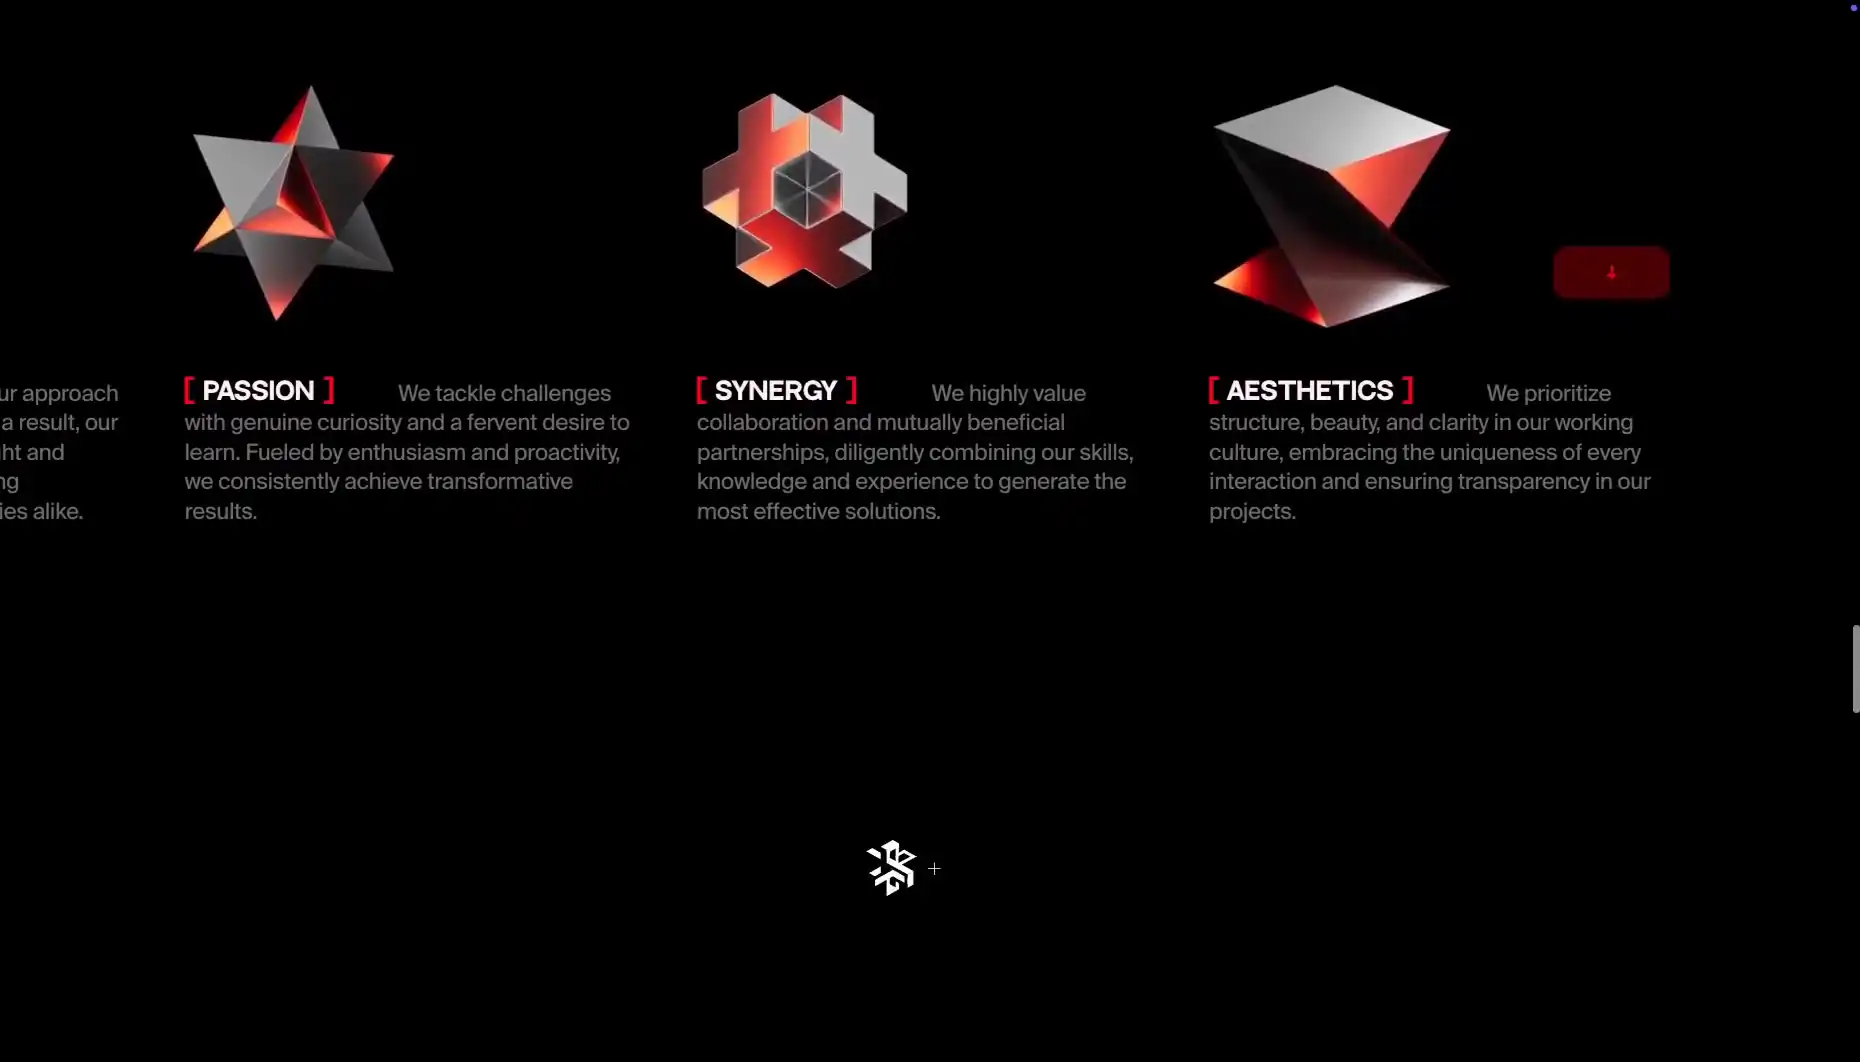 ur approach
a result, our
ht and
ng
ies alike.
[ PASSION ] We tackle challenges
with genuine curiosity and a fervent desire to
learn. Fueled by enthusiasm and proactivity,
we consistently achieve transformative
results.
[ SYNERGY ] We highly value
collaboration and mutually beneficial
partnerships, diligently combining our skills,
knowledge and experience to generate the
most effective solutions.
[ AESTHETICS ] We prioritize
structure, beauty, and clarity in our working
culture, embracing the uniqueness of every
interaction and ensuring transparency in our
projects.